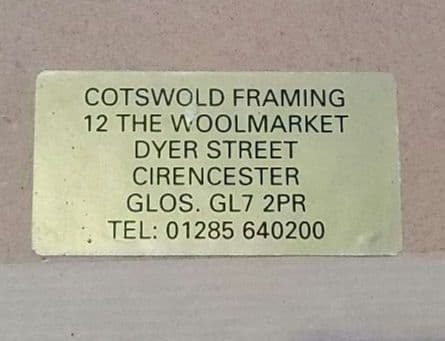 COTSWOLD FRAMING
12 THE WOOLMARKET
DYER STREET
CIRENCESTER
GLOS. GL7 2PR
TEL: 01285 640200